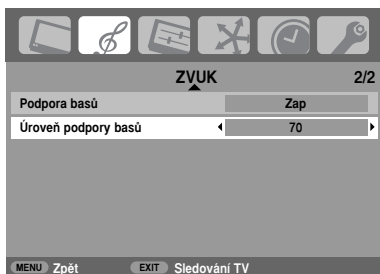 ZVUK 2/2
Podpora basů Zap
Úroveň podpory basů 70
MENU Zpět EXIT Sledování TV